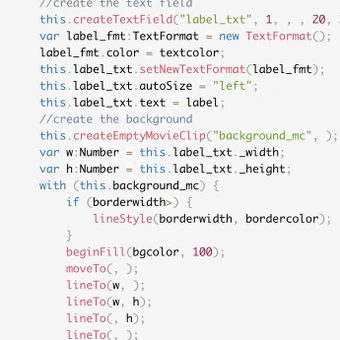 //create the text field
this.createTextField("label_txt", 1, , , 20,
var label_fmt:TextFormat = new TextFormat();
label_fmt.color = textcolor;
this.label_txt.setNewTextFormat(label_fmt);
this.label_txt.autoSize = "left";
this.label_txt.text = label;
//create the background
this.createEmptyMovieClip("background_mc", );
var w:Number = this.label_txt._width;
var h:Number = this.label_txt._height;
with (this.background_mc) {
if (borderwidth>) {
lineStyle(borderwidth, bordercolor);
}
beginFill(bgcolor, 100);
moveTo(, );
lineTo(w, );
lineTo(w, h);
lineTo(, h);
lineTo(, );